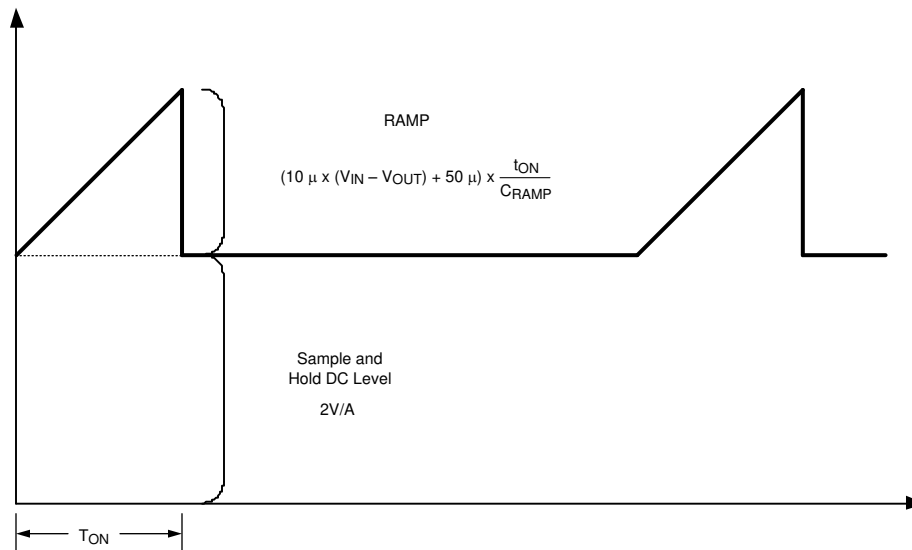 RAMP
(10 μ x (VIN – VOUT) + 50 μ) x tON
CRAMP
Sample and
Hold DC Level
2V/A
TON